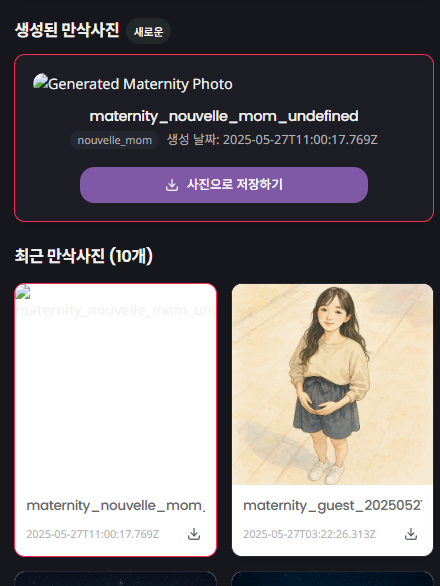 생성된 만삭사진 새로운
Generated Maternity Photo
maternity_nouvelle_mom_undefined
nouvelle_mom 생성 날짜: 2025-05-27T11:00:17.769Z
사진으로 저장하기
최근 만삭사진 (10개)
maternity_nouvelle_mom_und
maternity_nouvelle_mom_
maternity_guest_20250527
2025-05-27T11:00:17.769Z
2025-05-27T03:22:26.313Z